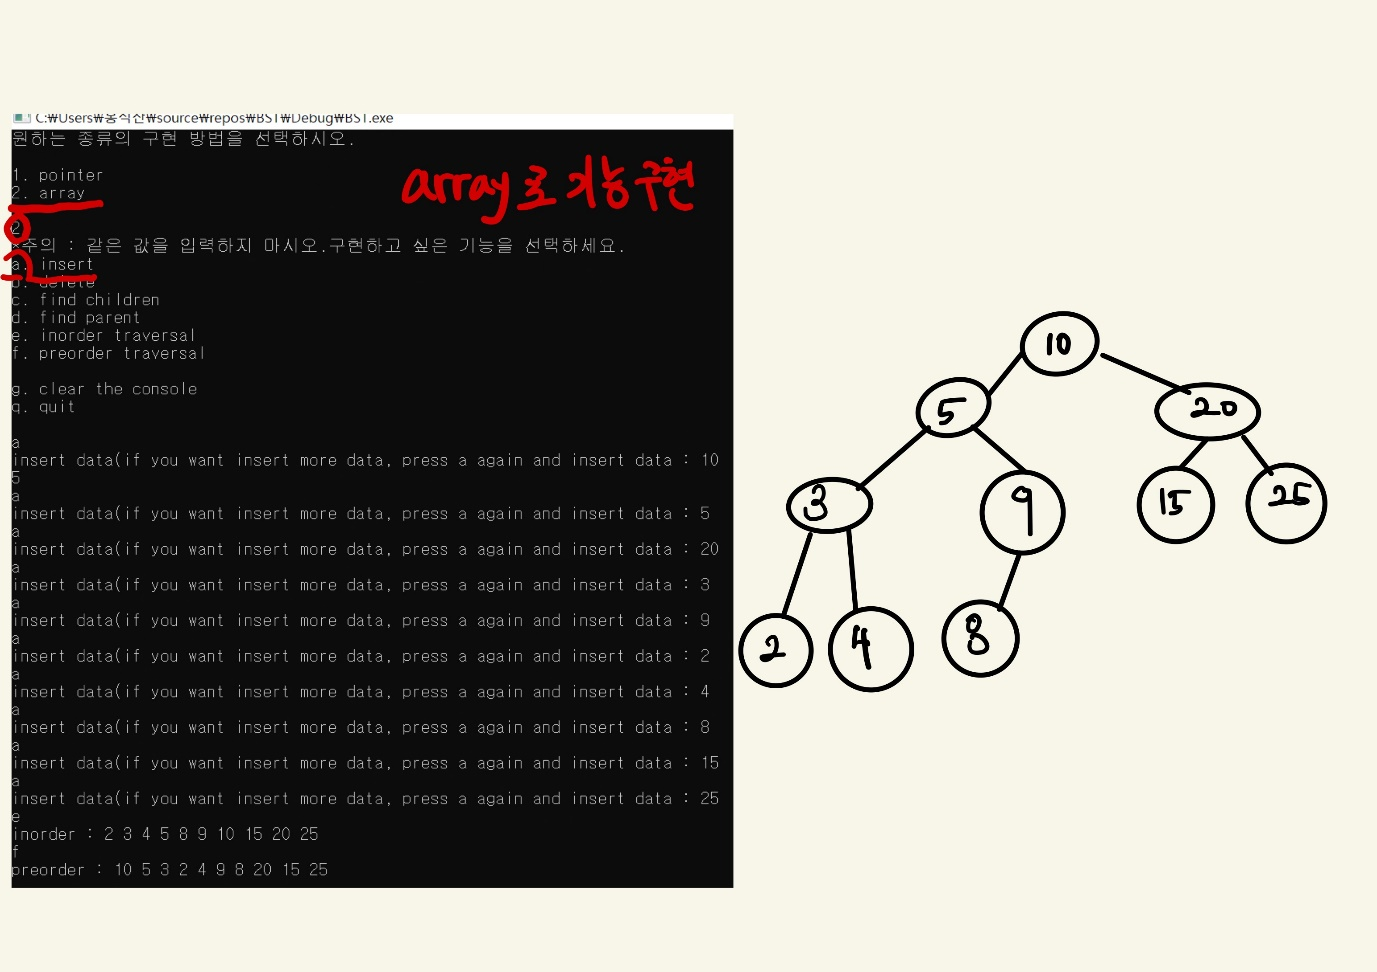 C:₩Users₩홍석찬₩source₩repos₩BST₩Debug₩BST.exe
원하는 종류의 구현 방법을 선택하시오.
1. pointer
2. array
array로 기능 구현
2
*주의 : 같은 값을 입력하지 마시오.구현하고 싶은 기능을 선택하세요.
a. insert
b. delete
c. find children
d. find parent
e. inorder traversal
f. preorder traversal
g. clear the console
q. quit
a
insert data(if you want insert more data, press a again and insert data : 10
5
a
insert data(if you want insert more data, press a again and insert data : 5
a
insert data(if you want insert more data, press a again and insert data : 20
a
insert data(if you want insert more data, press a again and insert data : 3
a
insert data(if you want insert more data, press a again and insert data : 9
a
insert data(if you want insert more data, press a again and insert data : 2
a
insert data(if you want insert more data, press a again and insert data : 4
a
insert data(if you want insert more data, press a again and insert data : 8
a
insert data(if you want insert more data, press a again and insert data : 15
a
insert data(if you want insert more data, press a again and insert data : 25
e
inorder : 2 3 4 5 8 9 10 15 20 25
f
preorder : 10 5 3 2 4 9 8 20 15 25
10
5 20
3 9 15 25
2 4 8